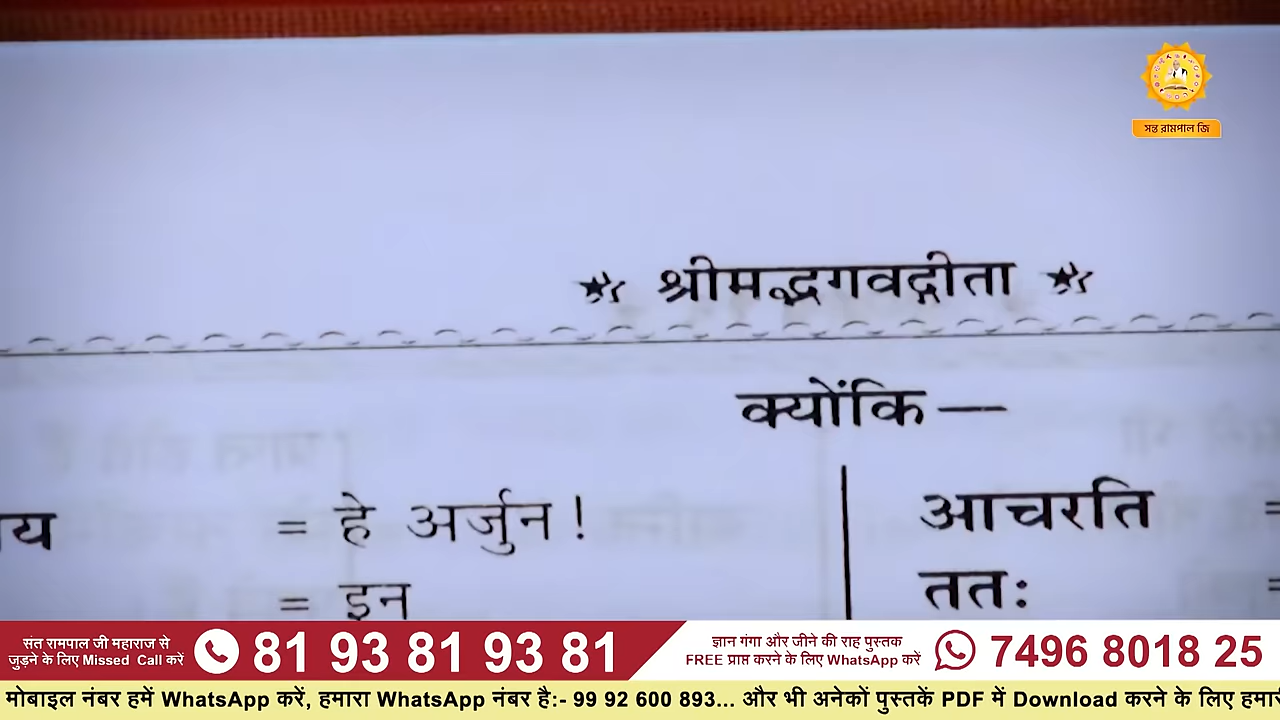 সন্ত রামপাল জি
★ श्रीमद्भगवद्गीता ★
क्योंकि—
य = हे अर्जुन!
= इन
आचरति =
ततः =
संत रामपाल जी महाराज से
जुड़ने के लिए Missed Call करें
81 93 81 93 81
ज्ञान गंगा और जीने की राह पुस्तक
FREE प्राप्त करने के लिए WhatsApp करें
7496 8018 25
मोबाइल नंबर हमें WhatsApp करें, हमारा WhatsApp नंबर है:- 99 92 600 893... और भी अनेकों पुस्तकें PDF में Download करने के लिए